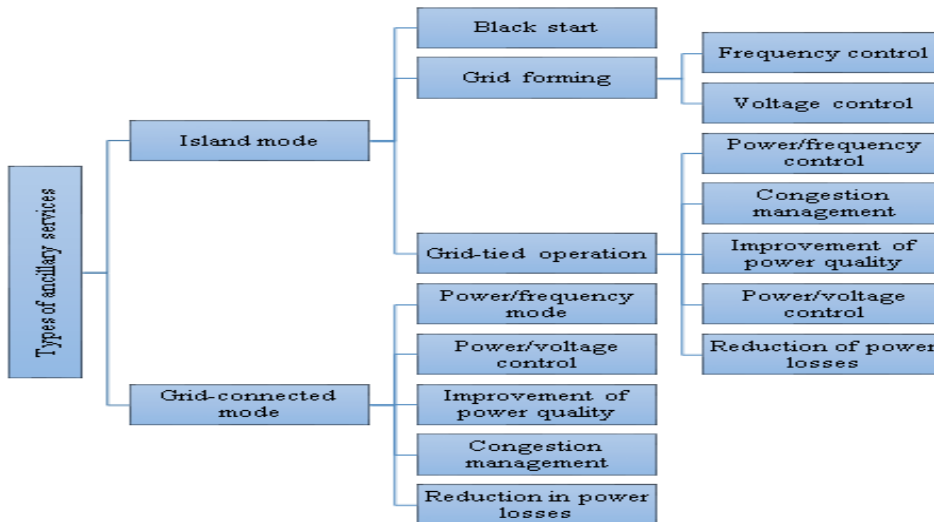 Types of ancillary services
Island mode
Black start
Grid forming
Frequency control
Voltage control
Grid-tied operation
Power/frequency
control
Congestion
management
Improvement of
power quality
Power/voltage
control
Reduction of power
losses
Grid-connected
mode
Power/frequency
mode
Power/voltage
control
Improvement of
power quality
Congestion
management
Reduction in power
losses